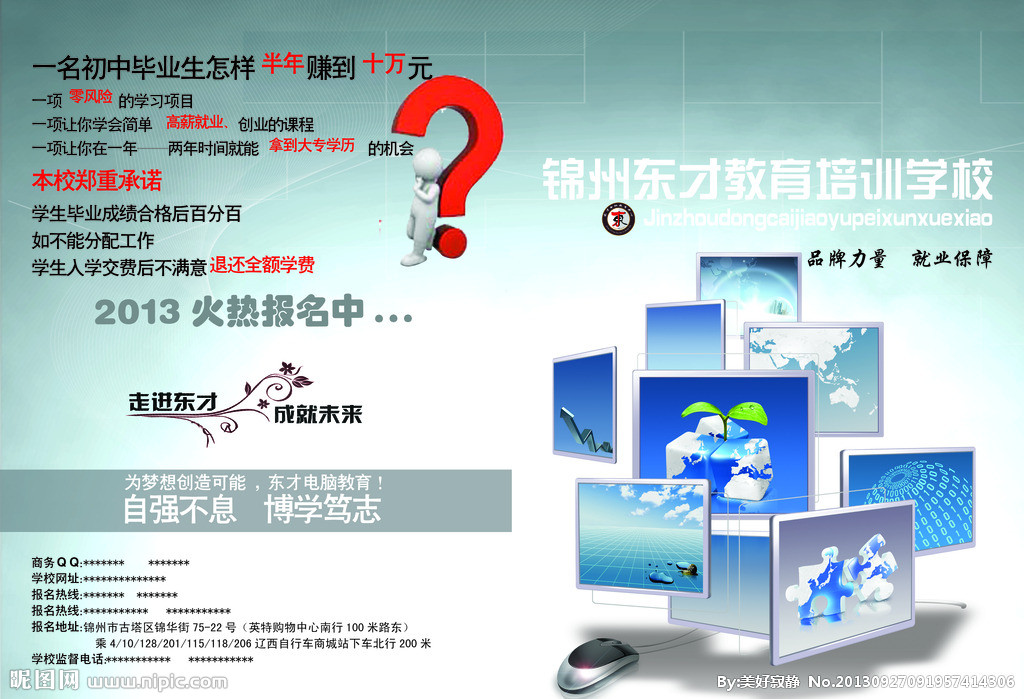 一名初中毕业生怎样 半年 赚到 十万 元
一项 零风险 的学习项目
一项让你学会简单 高薪就业、创业的课程
一项让你在一年——两年时间就能 拿到大专学历 的机会
本校郑重承诺
学生毕业成绩合格后百分百
如不能分配工作
学生入学交费后不满意 退还全额学费
2013 火热报名中 ...
走进东才
成就未来
为梦想创造可能，东才电脑教育！
自强不息 博学笃志
商务QQ:******* *******
学校网址:**************
报名热线:******* *******
报名热线:*********** ***********
报名地址:锦州市古塔区锦华街75-22号（英特购物中心南行100米路东）
乘4/10/128/201/115/118/206辽西自行车商城站下车北行200米
学校监督电话:*********** ***********
昵图网 www.nipic.com
锦州东才教育培训学校
东
Jinzhoudongcaijiaoyupeixunxuexiao
品牌力量 就业保障
By:美好寂静 No.20130927091957414306